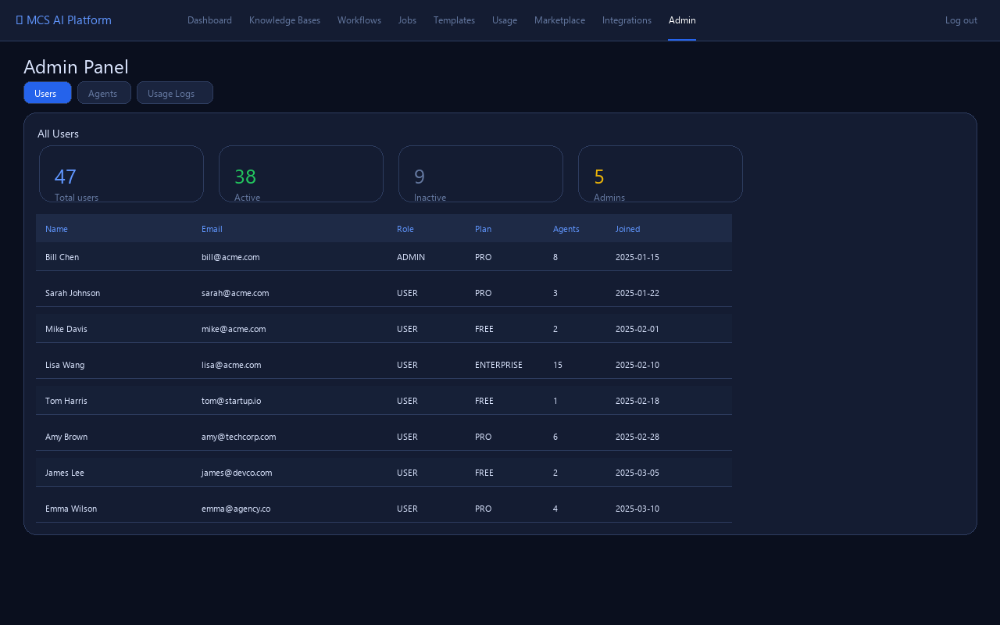 MCS AI Platform Dashboard Knowledge Bases Workflows Jobs Templates Usage Marketplace Integrations Admin Log out
Admin Panel
Users Agents Usage Logs
All Users
47 38 9 5
Total users Active Inactive Admins
Name Email Role Plan Agents Joined
Bill Chen bill@acme.com ADMIN PRO 8 2025-01-15
Sarah Johnson sarah@acme.com USER PRO 3 2025-01-22
Mike Davis mike@acme.com USER FREE 2 2025-02-01
Lisa Wang lisa@acme.com USER ENTERPRISE 15 2025-02-10
Tom Harris tom@startup.io USER FREE 1 2025-02-18
Amy Brown amy@techcorp.com USER PRO 6 2025-02-28
James Lee james@devco.com USER FREE 2 2025-03-05
Emma Wilson emma@agency.co USER PRO 4 2025-03-10